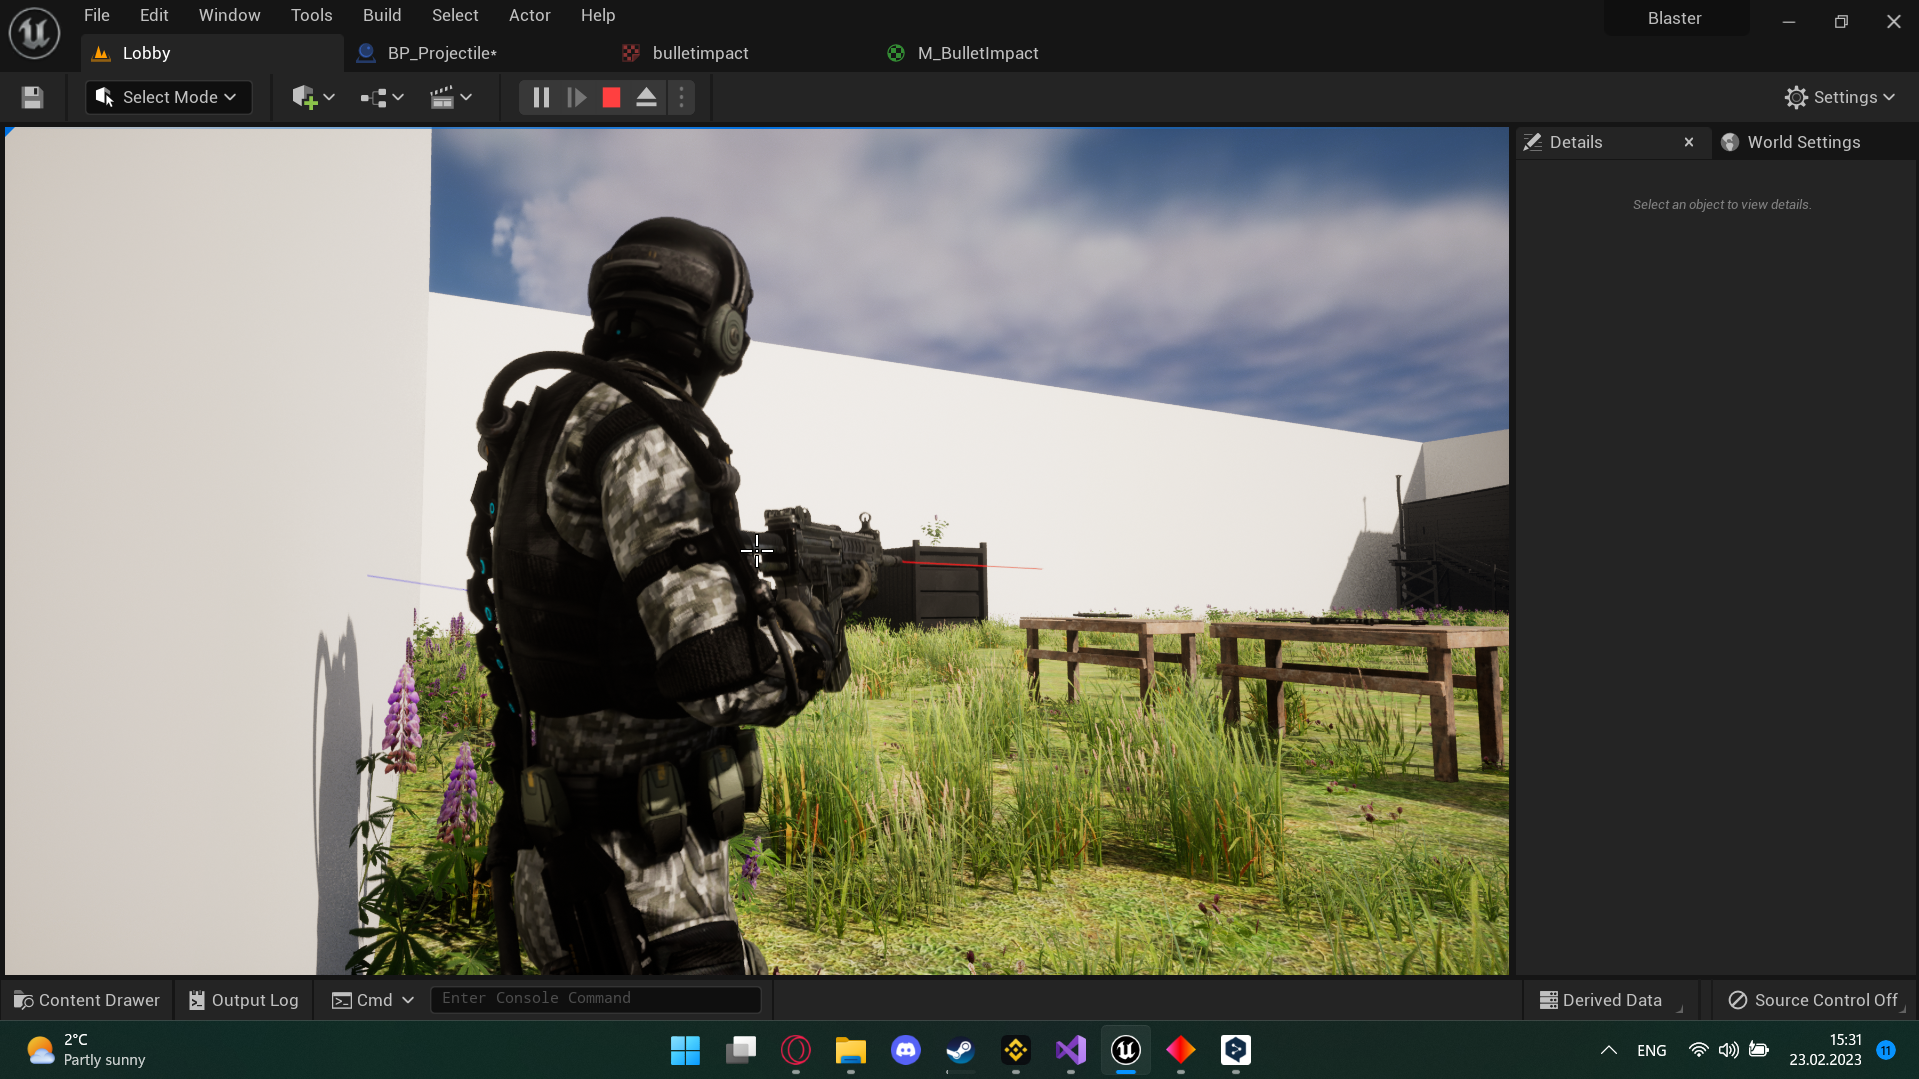 File Edit Window Tools Build Select Actor Help
Blaster
Lobby
BP_Projectile*
bulletimpact
M_BulletImpact
Select Mode
Settings
Details
World Settings
Select an object to view details.
Content Drawer
Output Log
Cmd
Enter Console Command
Derived Data
Source Control Off
2°C
Partly sunny
ENG
15:31
23.02.2023
11